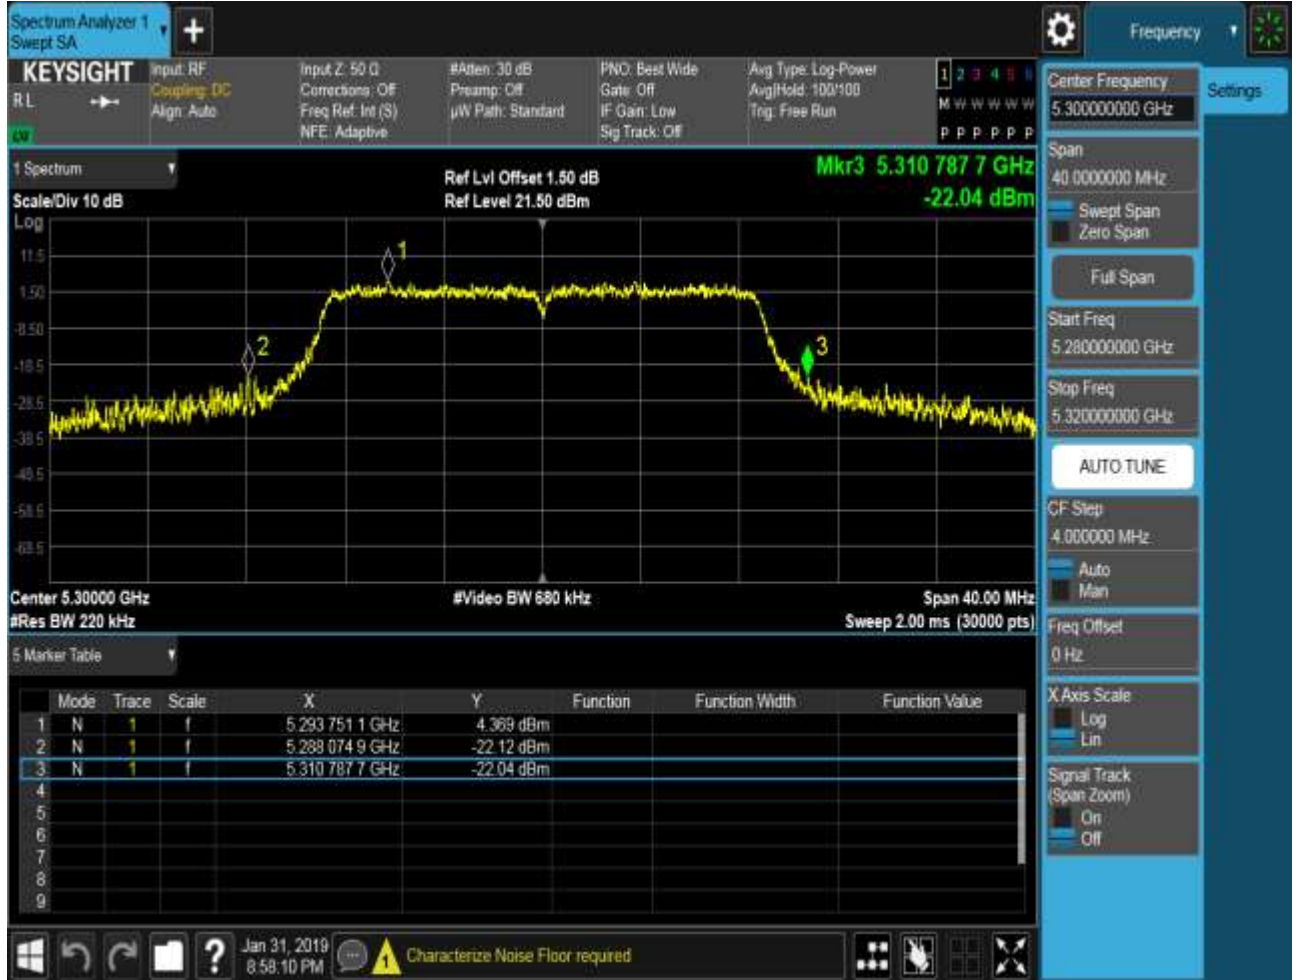 Spectrum Analyzer 1
Swept SA
+
Frequency
KEYSIGHT
R L
Input: RF
Coupling: DC
Align: Auto
Input Z: 50 Ω
Corrections: Off
Freq Ref: Int (S)
NFE: Adaptive
#Atten: 30 dB
Preamp: Off
µW Path: Standard
PNO: Best Wide
Gate: Off
IF Gain: Low
Sig Track: Off
Avg Type: Log-Power
Avg|Hold: 100/100
Trig: Free Run
1 2 3 4 5 6
M W W W W W
P P P P P P
Center Frequency
5.300000000 GHz
Settings
Span
40.0000000 MHz
Swept Span
Zero Span
Full Span
Start Freq
5.280000000 GHz
Stop Freq
5.320000000 GHz
AUTO TUNE
CF Step
4.000000 MHz
Auto
Man
Freq Offset
0 Hz
X Axis Scale
Log
Lin
Signal Track
(Span Zoom)
On
Off
1 Spectrum
Scale/Div 10 dB
Log
Ref Lvl Offset 1.50 dB
Ref Level 21.50 dBm
Mkr3 5.310 787 7 GHz
-22.04 dBm
11.5
1.50
-8.50
-18.5
-28.5
-38.5
-48.5
-58.5
-68.5
1
2
3
Center 5.30000 GHz
#Res BW 220 kHz
#Video BW 680 kHz
Span 40.00 MHz
Sweep 2.00 ms (30000 pts)
5 Marker Table
Mode Trace Scale X Y Function Function Width Function Value
1 N 1 f 5.293 751 1 GHz 4.369 dBm
2 N 1 f 5.288 074 9 GHz -22.12 dBm
3 N 1 f 5.310 787 7 GHz -22.04 dBm
4
5
6
7
8
9
?
Jan 31, 2019
8:58:10 PM
1
Characterize Noise Floor required